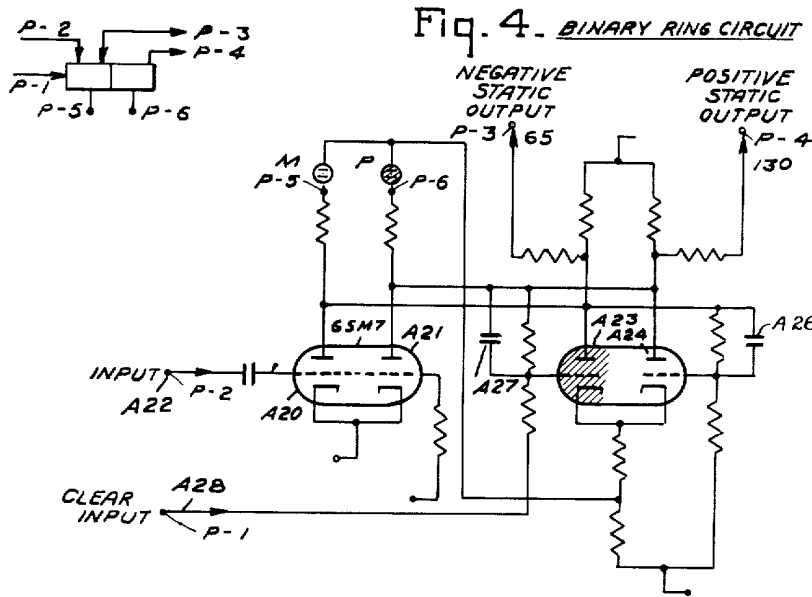 Fig. 4. BINARY RING CIRCUIT
P-2
P-3
P-4
P-1
P-5
P-6
NEGATIVE
STATIC
OUTPUT
P-3 65
POSITIVE
STATIC
OUTPUT
P-4
130
M
P-5
P
P-6
6SM7
A21
A23
A24
A26
INPUT
P-2
A22
A20
A27
A28
CLEAR
INPUT
P-1